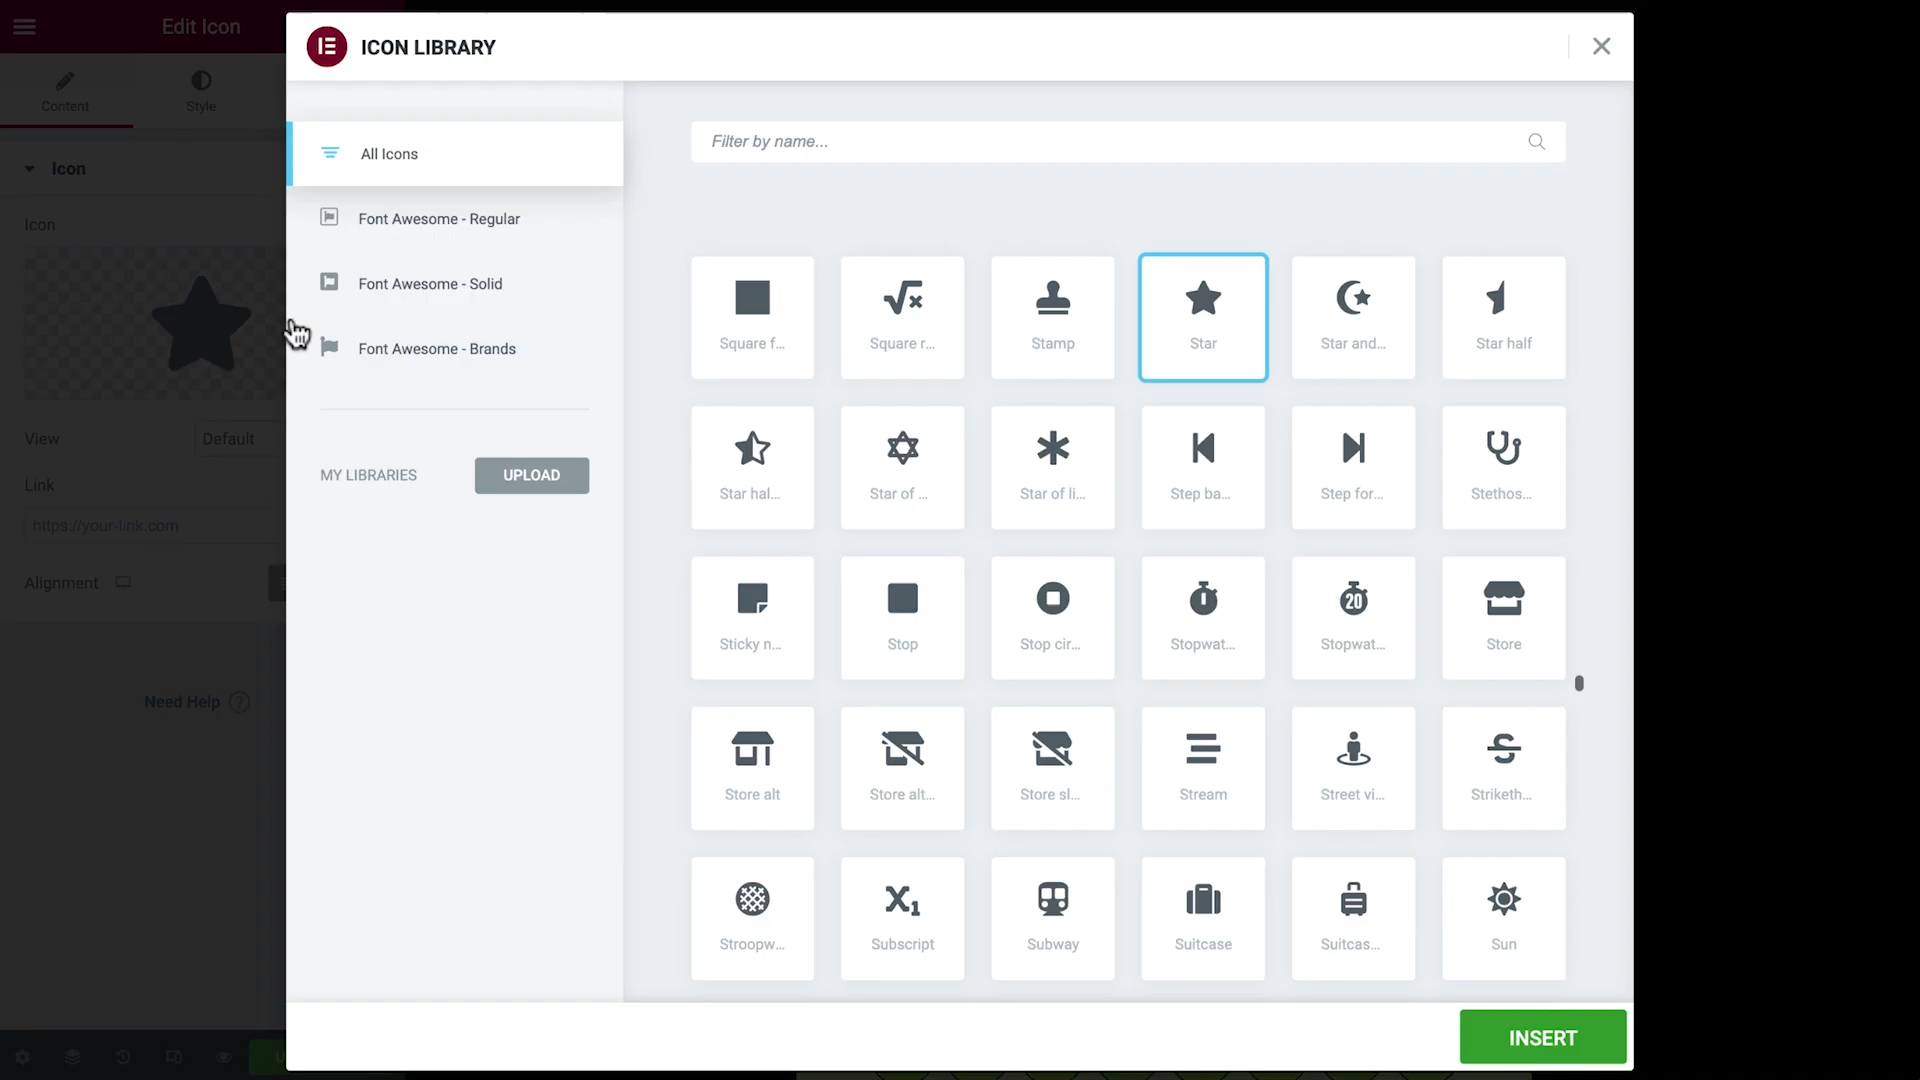 Edit Icon
ICON LIBRARY
Content
Style
Filter by name...
All Icons
Icon
Font Awesome - Regular
Icon
Font Awesome - Solid
Font Awesome - Brands
Square f...
Square r...
Stamp
Star
Star and...
Star half
View
Default
MY LIBRARIES
UPLOAD
Link
https://your-link.com
Star hal...
Star of ...
Star of li...
Step ba...
Step for...
Stethos...
Alignment
20
Sticky n...
Stop
Stop cir...
Stopwat...
Stopwat...
Store
Need Help
Store alt
Store alt...
Store sl...
Stream
Street vi...
Striketh...
Stroopw...
Subscript
Subway
Suitcase
Suitcas...
Sun
INSERT